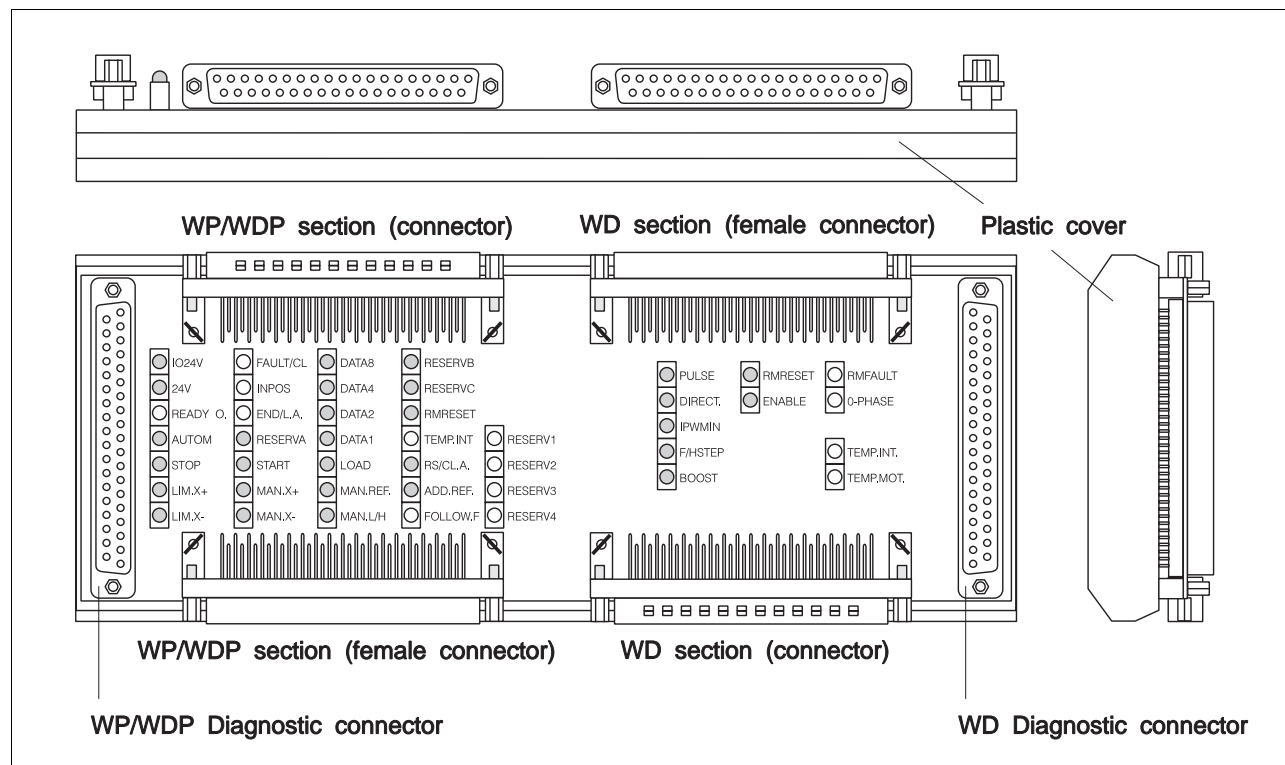 WP/WDP section (connector)
WD section (female connector)
Plastic cover
IO24V FAULT/CL DATA8 RESERVB
24V INPOS DATA4 RESERVC
READY O. END/L.A. DATA2 RMRESET
AUTOM RESERVA DATA1 TEMP.INT RESERV1
STOP START LOAD RS/CL.A. RESERV2
LIM.X+ MAN.X+ MAN.REF. ADD.REF. RESERV3
LIM.X- MAN.X- MAN.L/H FOLLOW.F RESERV4
PULSE RMRESET RMFAULT
DIRECT. ENABLE 0-PHASE
IPWMIN
F/HSTEP TEMP.INT.
BOOST TEMP.MOT.
WP/WDP section (female connector)
WD section (connector)
WP/WDP Diagnostic connector
WD Diagnostic connector